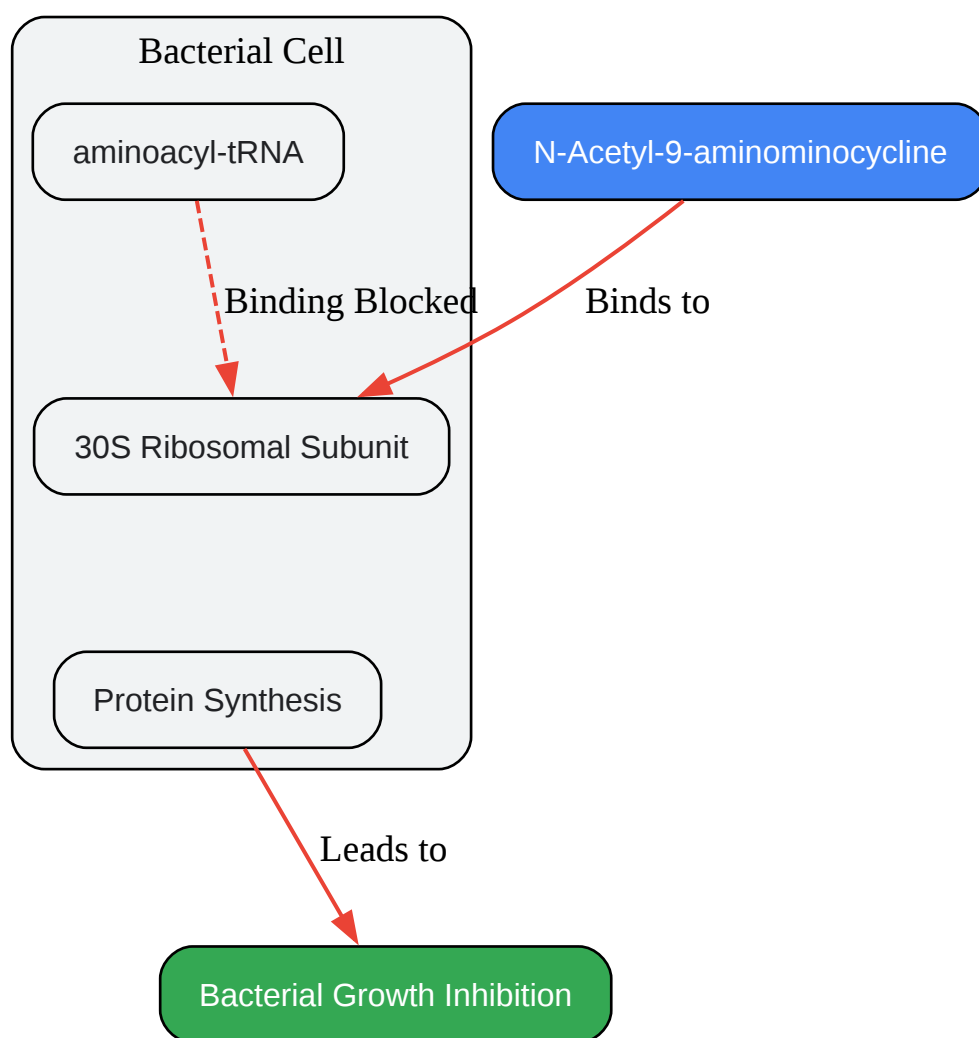 Bacterial Cell
aminoacyl-tRNA
N-Acetyl-9-aminominocycline
Binding Blocked
Binds to
30S Ribosomal Subunit
Protein Synthesis
Leads to
Bacterial Growth Inhibition